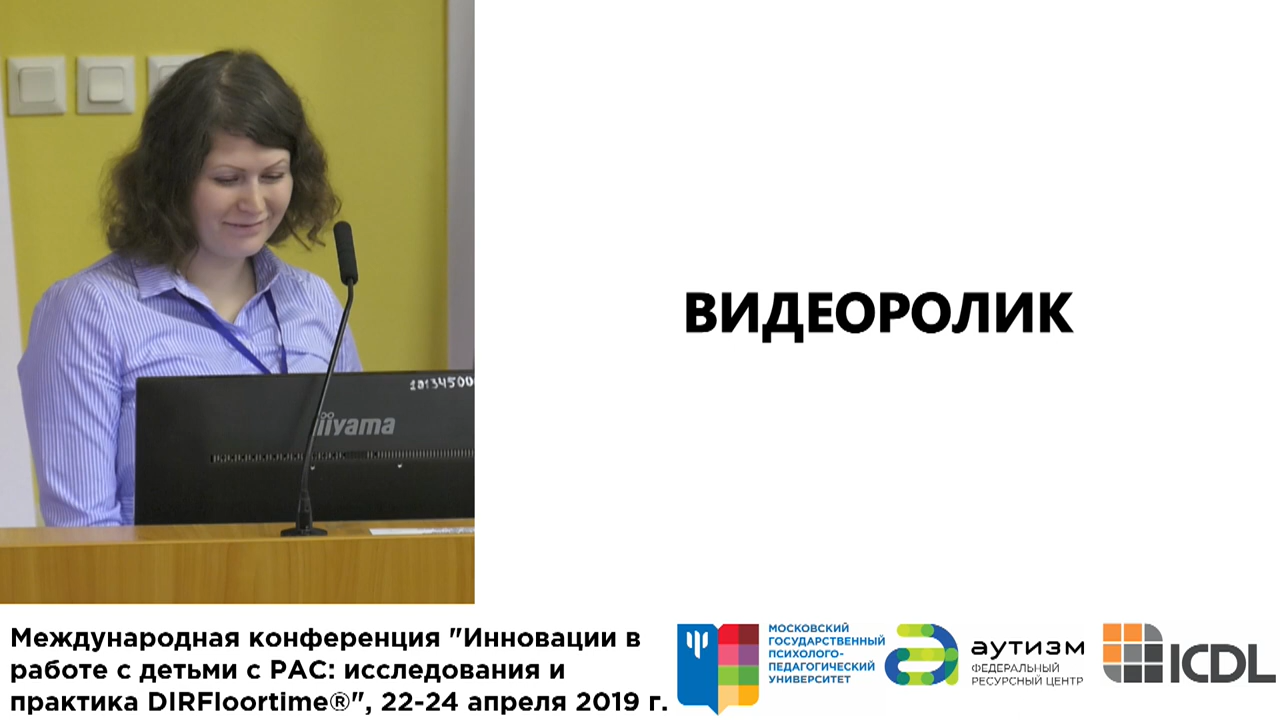 ВИДЕОРОЛИК
10134500
iiyama
Международная конференция "Инновации в
работе с детьми с РАС: исследования и
практика DIRFloortime®", 22-24 апреля 2019 г.
МОСКОВСКИЙ
ГОСУДАРСТВЕННЫЙ
ПСИХОЛОГО-
ПЕДАГОГИЧЕСКИЙ
УНИВЕРСИТЕТ
аутизм
ФЕДЕРАЛЬНЫЙ
РЕСУРСНЫЙ ЦЕНТР
ICDL